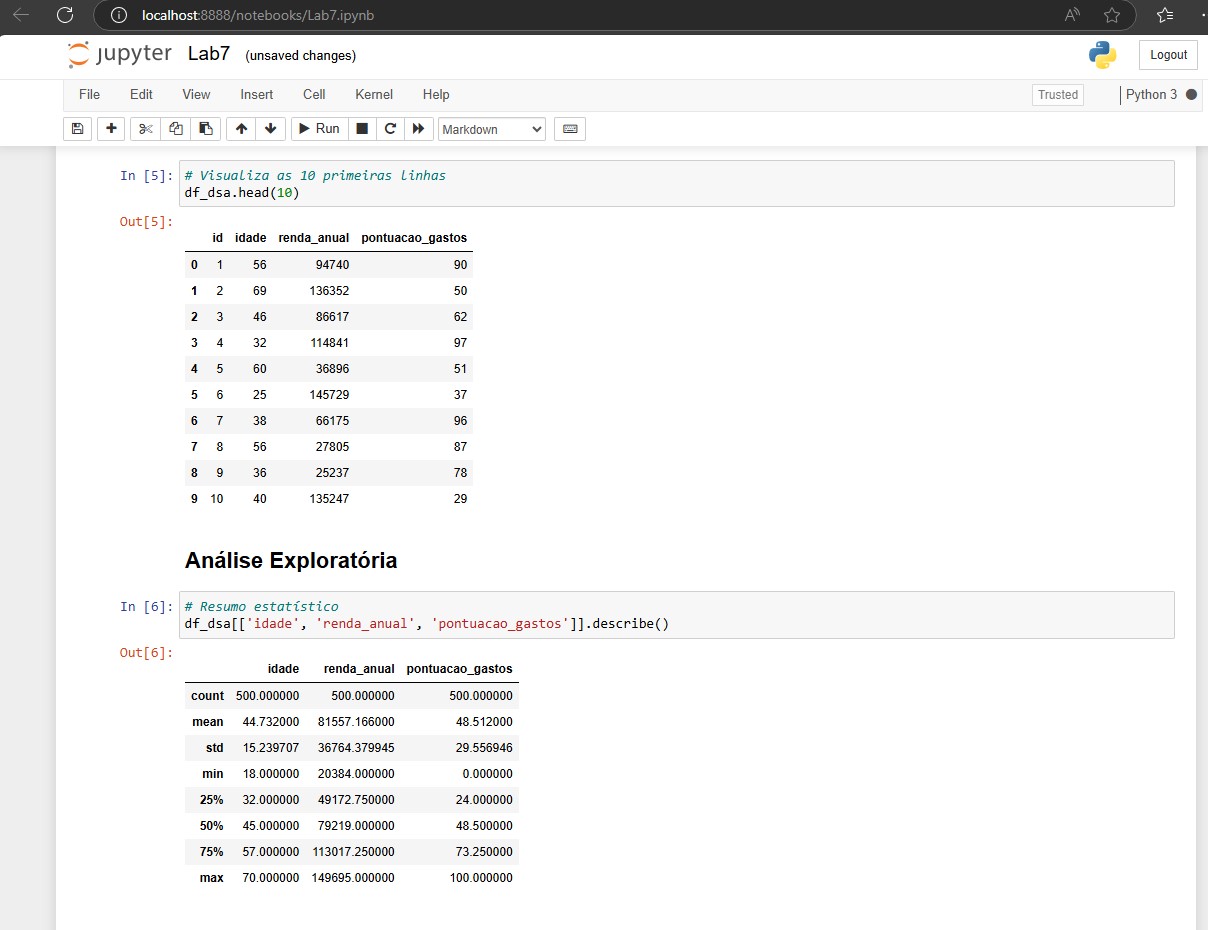 localhost:8888/notebooks/Lab7.ipynb
jupyter Lab7 (unsaved changes) Logout
File Edit View Insert Cell Kernel Help Trusted Python 3
Run Markdown
In [5]: # Visualiza as 10 primeiras linhas
df_dsa.head(10)
Out[5]:
id idade renda_anual pontuacao_gastos
0 1 56 94740 90
1 2 69 136352 50
2 3 46 86617 62
3 4 32 114841 97
4 5 60 36896 51
5 6 25 145729 37
6 7 38 66175 96
7 8 56 27805 87
8 9 36 25237 78
9 10 40 135247 29
Análise Exploratória
In [6]: # Resumo estatístico
df_dsa[['idade', 'renda_anual', 'pontuacao_gastos']].describe()
Out[6]:
idade renda_anual pontuacao_gastos
count 500.000000 500.000000 500.000000
mean 44.732000 81557.166000 48.512000
std 15.239707 36764.379945 29.556946
min 18.000000 20384.000000 0.000000
25% 32.000000 49172.750000 24.000000
50% 45.000000 79219.000000 48.500000
75% 57.000000 113017.250000 73.250000
max 70.000000 149695.000000 100.000000